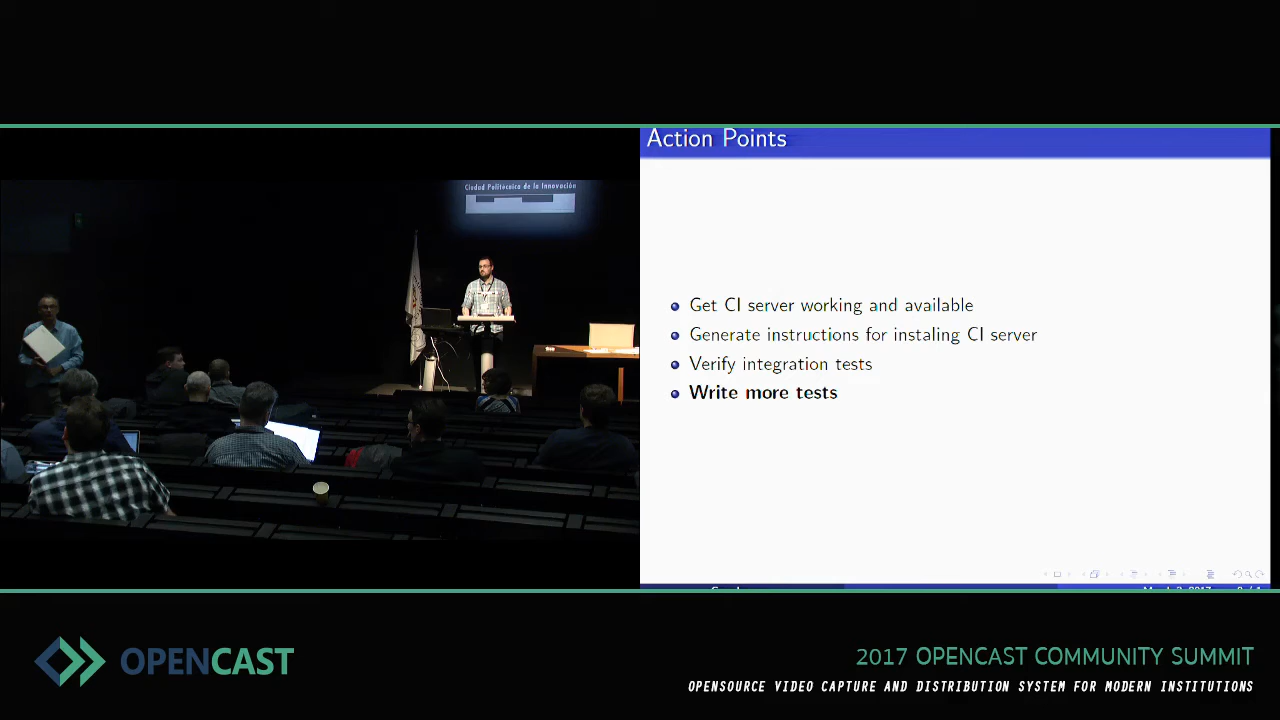 Action Points
Ciudad Politécnica de la Innovación
Get CI server working and available
Generate instructions for instaling CI server
Verify integration tests
Write more tests
OPENCAST
2017 OPENCAST COMMUNITY SUMMIT
OPENSOURCE VIDEO CAPTURE AND DISTRIBUTION SYSTEM FOR MODERN INSTITUTIONS